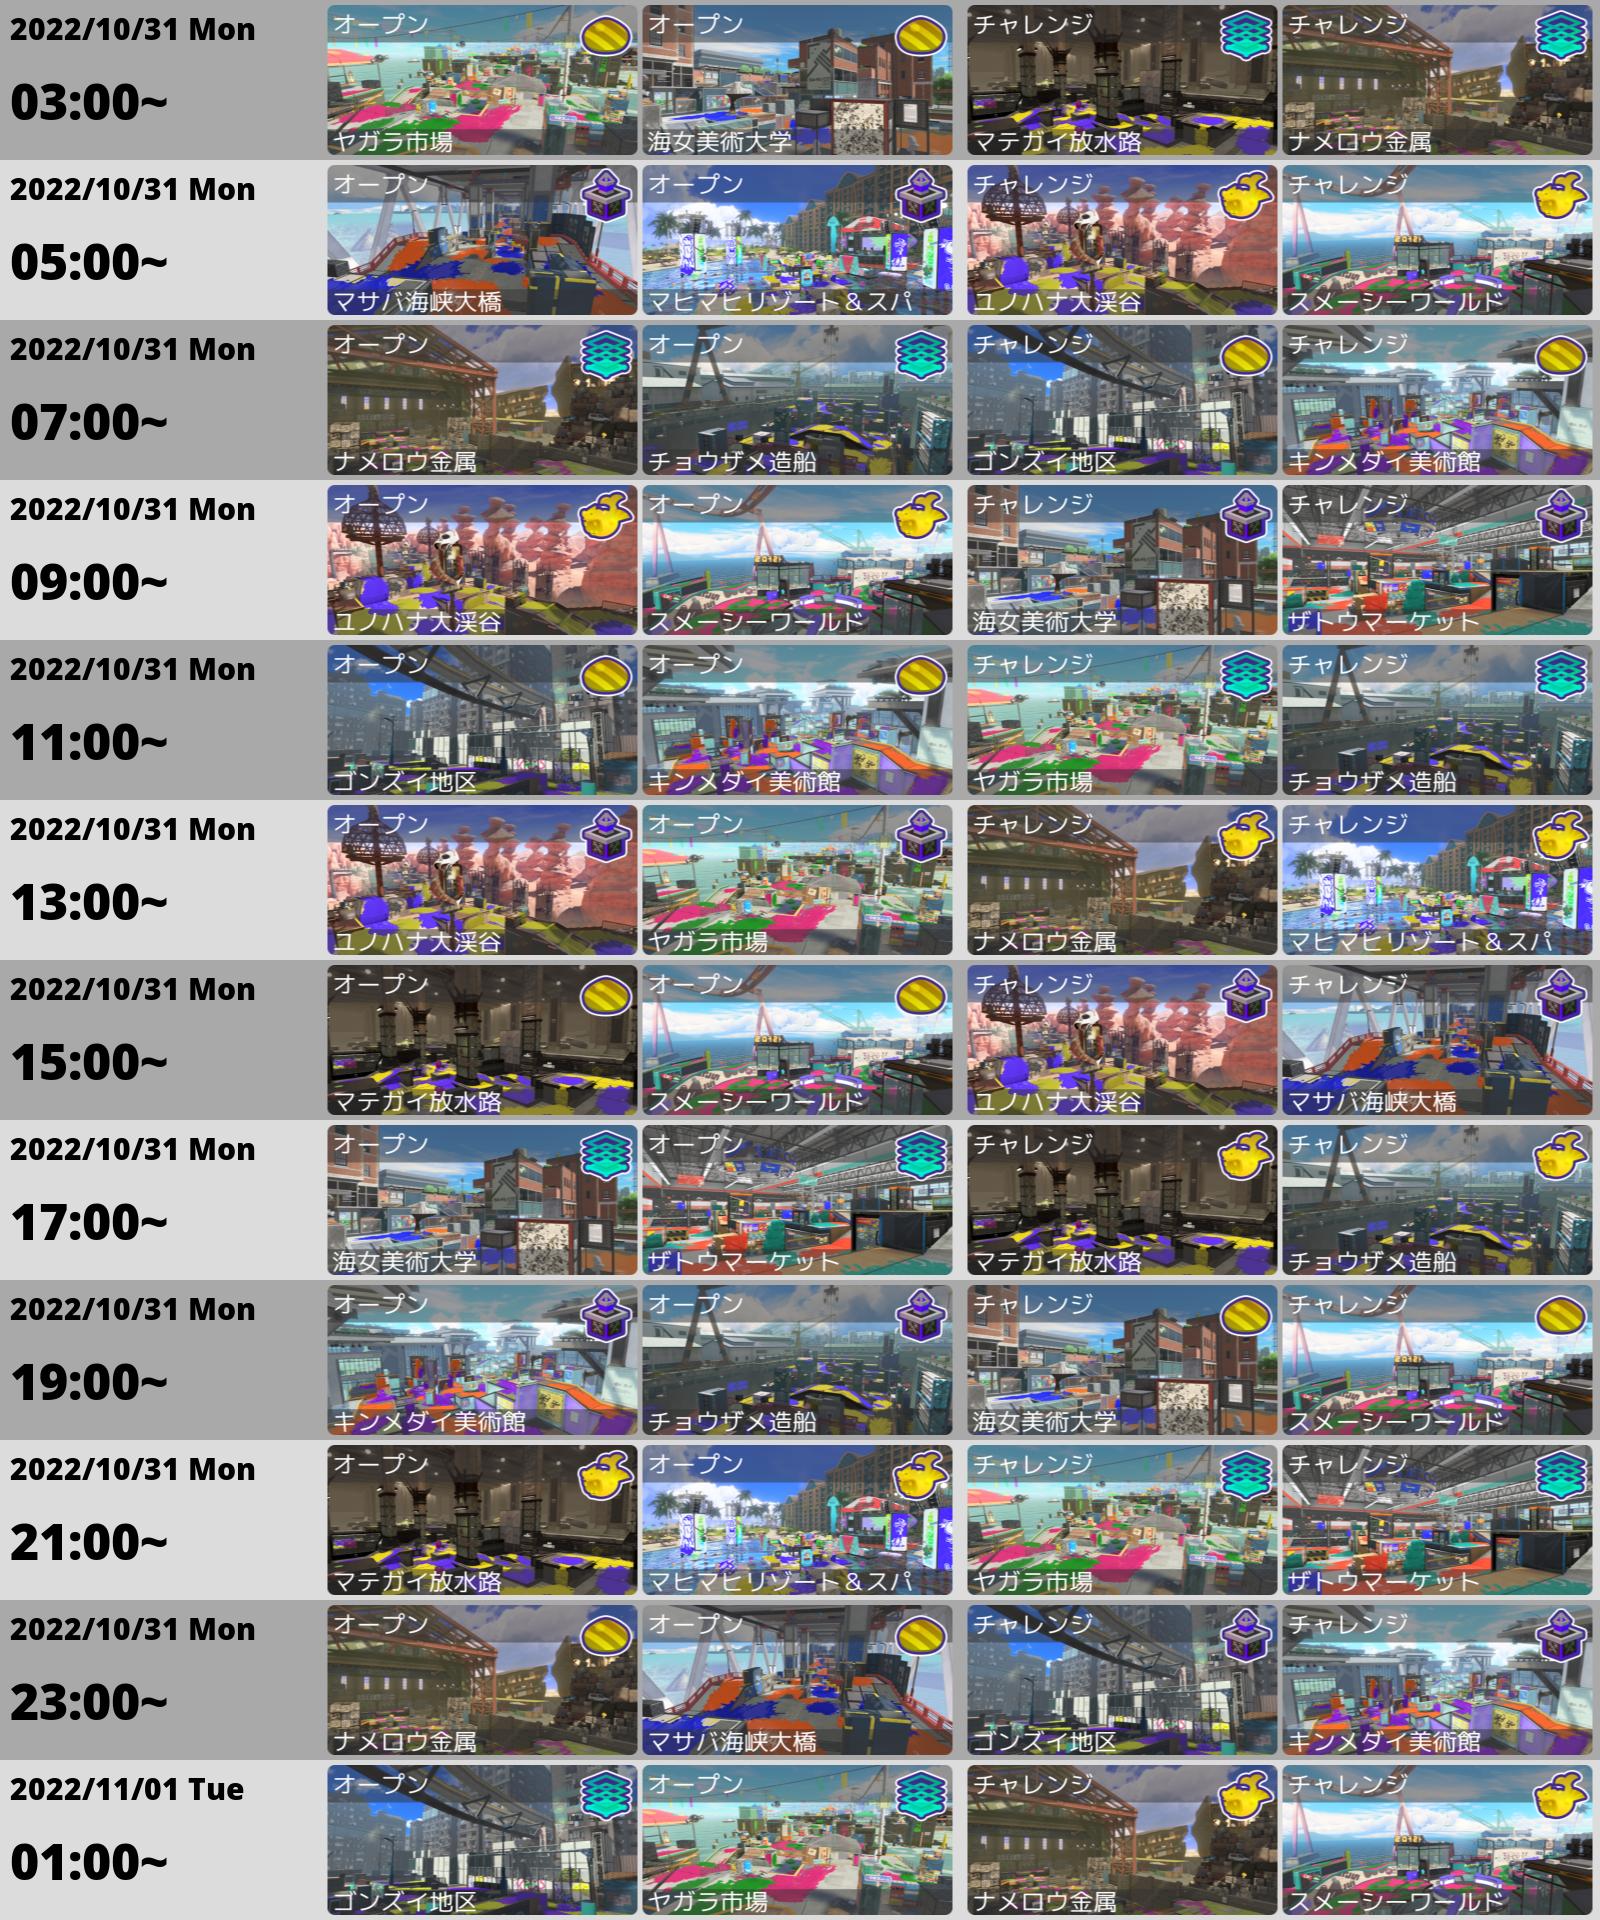 2022/10/31 Mon
03:00~
オープン
ヤガラ市場
オープン
海女美術大学
チャレンジ
マテガイ放水路
チャレンジ
ナメロウ金属
2022/10/31 Mon
05:00~
オープン
マサバ海峡大橋
オープン
マヒマヒリゾート＆スパ
チャレンジ
ユノハナ大渓谷
チャレンジ
スメーシーワールド
2022/10/31 Mon
07:00~
オープン
ナメロウ金属
オープン
チョウザメ造船
チャレンジ
ゴンズイ地区
チャレンジ
キンメダイ美術館
2022/10/31 Mon
09:00~
オープン
ユノハナ大渓谷
オープン
スメーシーワールド
チャレンジ
海女美術大学
チャレンジ
ザトウマーケット
2022/10/31 Mon
11:00~
オープン
ゴンズイ地区
オープン
キンメダイ美術館
チャレンジ
ヤガラ市場
チャレンジ
チョウザメ造船
2022/10/31 Mon
13:00~
オープン
ユノハナ大渓谷
オープン
ヤガラ市場
チャレンジ
ナメロウ金属
チャレンジ
マヒマヒリゾート＆スパ
2022/10/31 Mon
15:00~
オープン
マテガイ放水路
オープン
スメーシーワールド
チャレンジ
ユノハナ大渓谷
チャレンジ
マサバ海峡大橋
2022/10/31 Mon
17:00~
オープン
海女美術大学
オープン
ザトウマーケット
チャレンジ
マテガイ放水路
チャレンジ
チョウザメ造船
2022/10/31 Mon
19:00~
オープン
キンメダイ美術館
オープン
チョウザメ造船
チャレンジ
海女美術大学
チャレンジ
スメーシーワールド
2022/10/31 Mon
21:00~
オープン
マテガイ放水路
オープン
マヒマヒリゾート＆スパ
チャレンジ
ヤガラ市場
チャレンジ
ザトウマーケット
2022/10/31 Mon
23:00~
オープン
ナメロウ金属
オープン
マサバ海峡大橋
チャレンジ
ゴンズイ地区
チャレンジ
キンメダイ美術館
2022/11/01 Tue
01:00~
オープン
ゴンズイ地区
オープン
ヤガラ市場
チャレンジ
ナメロウ金属
チャレンジ
スメーシーワールド